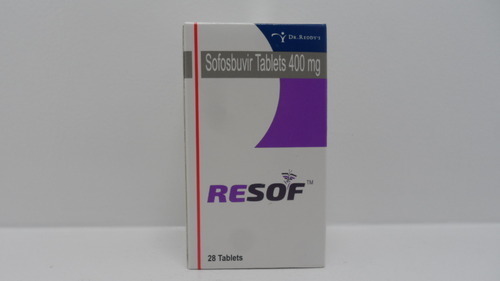 Dr.Reddy's
Sofosbuvir Tablets 400 mg
RESOF™
28 Tablets